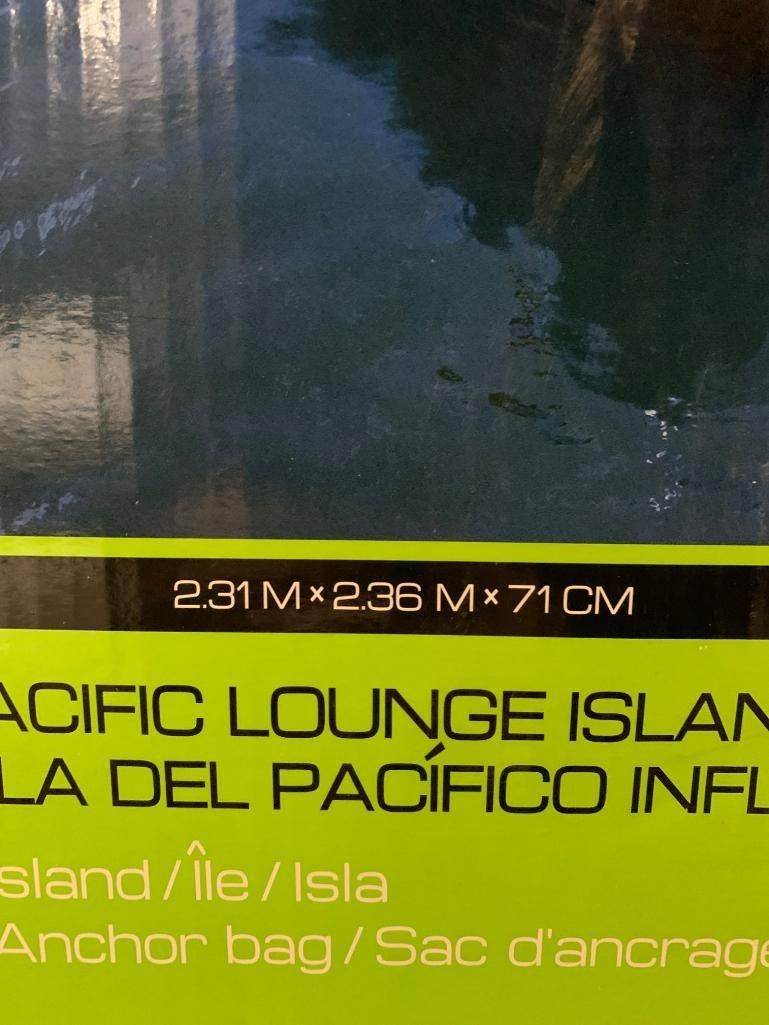 2.31 M × 2.36 M × 71 CM
ACIFIC LOUNGE ISLAN
LA DEL PACÍFICO INFL
sland / Île / Isla
Anchor bag / Sac d'ancrage